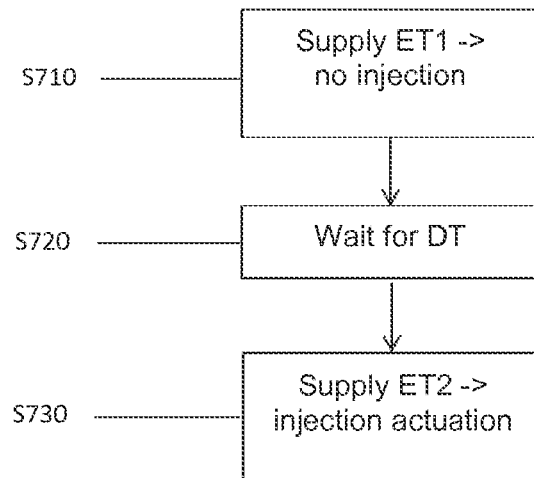 S710
Supply ET1 ->
no injection
S720
Wait for DT
S730
Supply ET2 ->
injection actuation